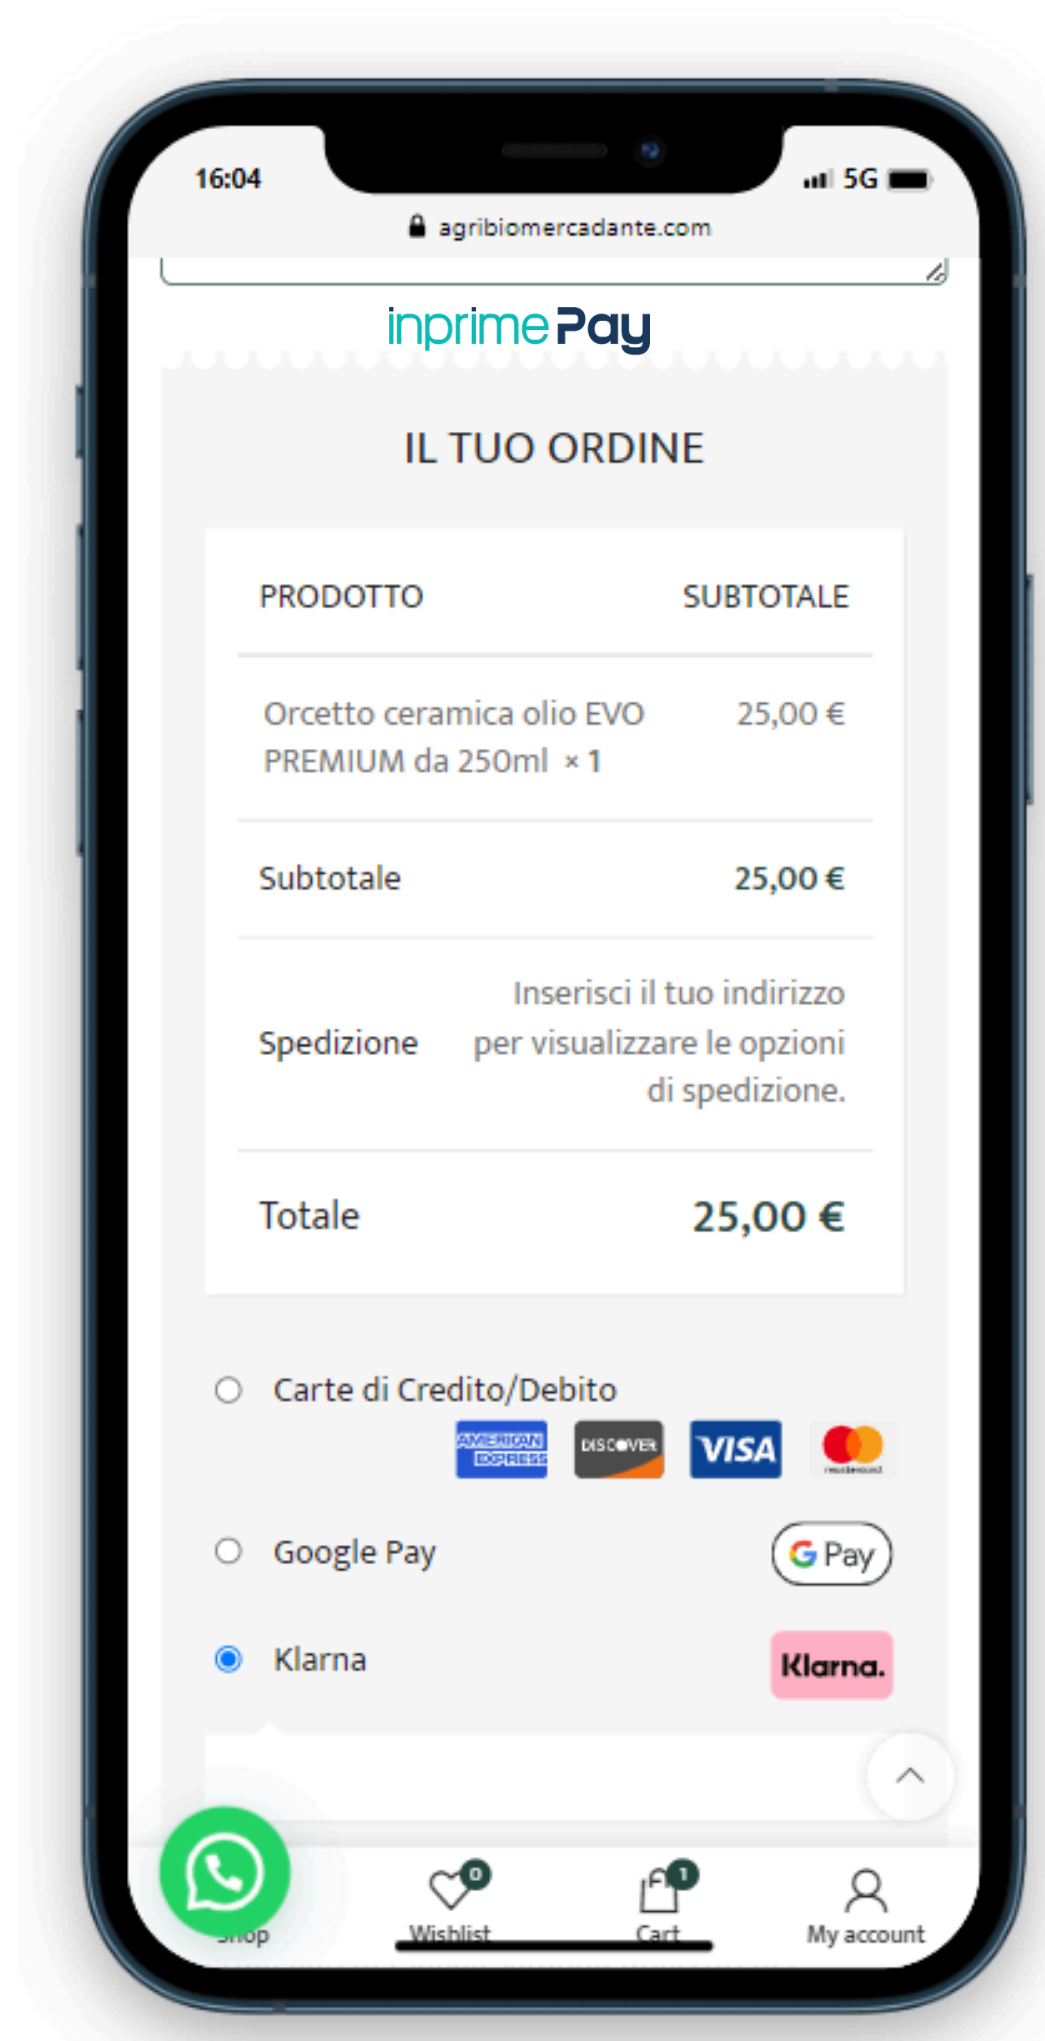 16:04
5G
agribiomercadante.com
inprime Pay
IL TUO ORDINE
PRODOTTO SUBTOTALE
Orcetto ceramica olio EVO 25,00 €
PREMIUM da 250ml × 1
Subtotale 25,00 €
Inserisci il tuo indirizzo
Spedizione per visualizzare le opzioni
di spedizione.
Totale 25,00 €
Carte di Credito/Debito
AMERICAN
EXPRESS
DISCOVER
VISA
mastercard
Google Pay
G Pay
Klarna
Klarna.
0
1
Shop Wishlist Cart My account